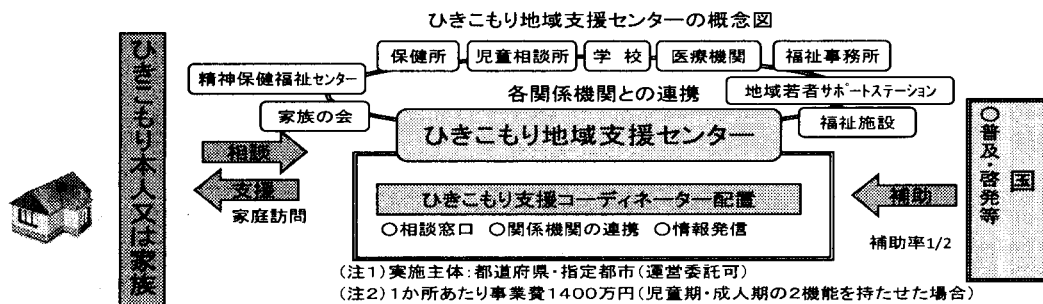 ひきこもり地域支援センターの概念図
保健所
児童相談所
学校
医療機関
福祉事務所
精神保健福祉センター
地域若者サポートステーション
家族の会
各関係機関との連携
福祉施設
ひきこもり地域支援センター
ひきこもり本人又は家族
相談
支援
家庭訪問
ひきこもり支援コーディネーター配置
○相談窓口 ○関係機関の連携 ○情報発信
補助
補助率1/2
国
○普及・啓発等
(注1)実施主体:都道府県・指定都市(運営委託可)
(注2)1か所あたり事業費1400万円(児童期・成人期の2機能を持たせた場合)